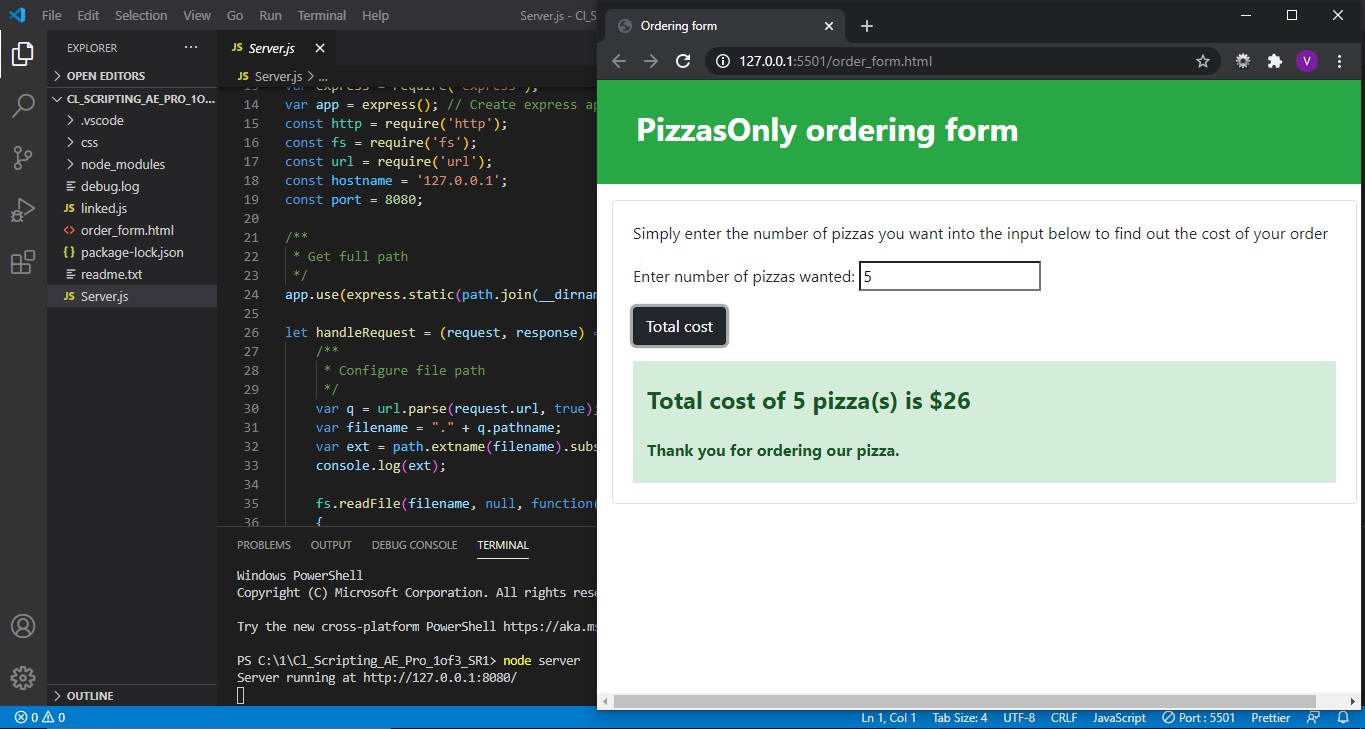 File Edit Selection View Go Run Terminal Help Server.js - Cl_S
EXPLORER ...
OPEN EDITORS
CL_SCRIPTING_AE_PRO_1O...
.vscode
css
node_modules
debug.log
JS linked.js
<> order_form.html
{} package-lock.json
readme.txt
JS Server.js
OUTLINE
JS Server.js
JS Server.js > ...
var express = require('express');
14 var app = express(); // Create express ap
15 const http = require('http');
16 const fs = require('fs');
17 const url = require('url');
18 const hostname = '127.0.0.1';
19 const port = 8080;
20
21 /**
22 * Get full path
23 */
24 app.use(express.static(path.join(__dirnam
25
26 let handleRequest = (request, response) =
27 /**
28 * Configure file path
29 */
30 var q = url.parse(request.url, true);
31 var filename = "." + q.pathname;
32 var ext = path.extname(filename).subs
33 console.log(ext);
34
35 fs.readFile(filename, null, function(
36 {
PROBLEMS OUTPUT DEBUG CONSOLE TERMINAL
Windows PowerShell
Copyright (C) Microsoft Corporation. All rights rese
Try the new cross-platform PowerShell https://aka.ms
PS C:\1\Cl_Scripting_AE_Pro_1of3_SR1> node server
Server running at http://127.0.0.1:8080/
Ordering form
127.0.0.1:5501/order_form.html
V
PizzasOnly ordering form
Simply enter the number of pizzas you want into the input below to find out the cost of your order
Enter number of pizzas wanted: 5
Total cost
Total cost of 5 pizza(s) is $26
Thank you for ordering our pizza.
0 0 Ln 1, Col 1 Tab Size: 4 UTF-8 CRLF JavaScript Port : 5501 Prettier